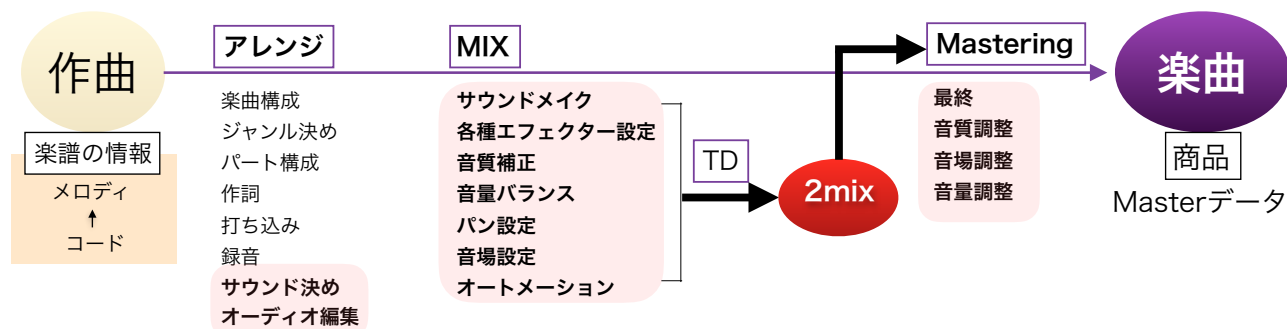 作曲
楽譜の情報
メロディ
↑
コード
アレンジ
楽曲構成
ジャンル決め
パート構成
作詞
打ち込み
録音
サウンド決め
オーディオ編集
MIX
サウンドメイク
各種エフェクター設定
音質補正
音量バランス
パン設定
音場設定
オートメーション
TD
2mix
Mastering
最終
音質調整
音場調整
音量調整
楽曲
商品
Masterデータ